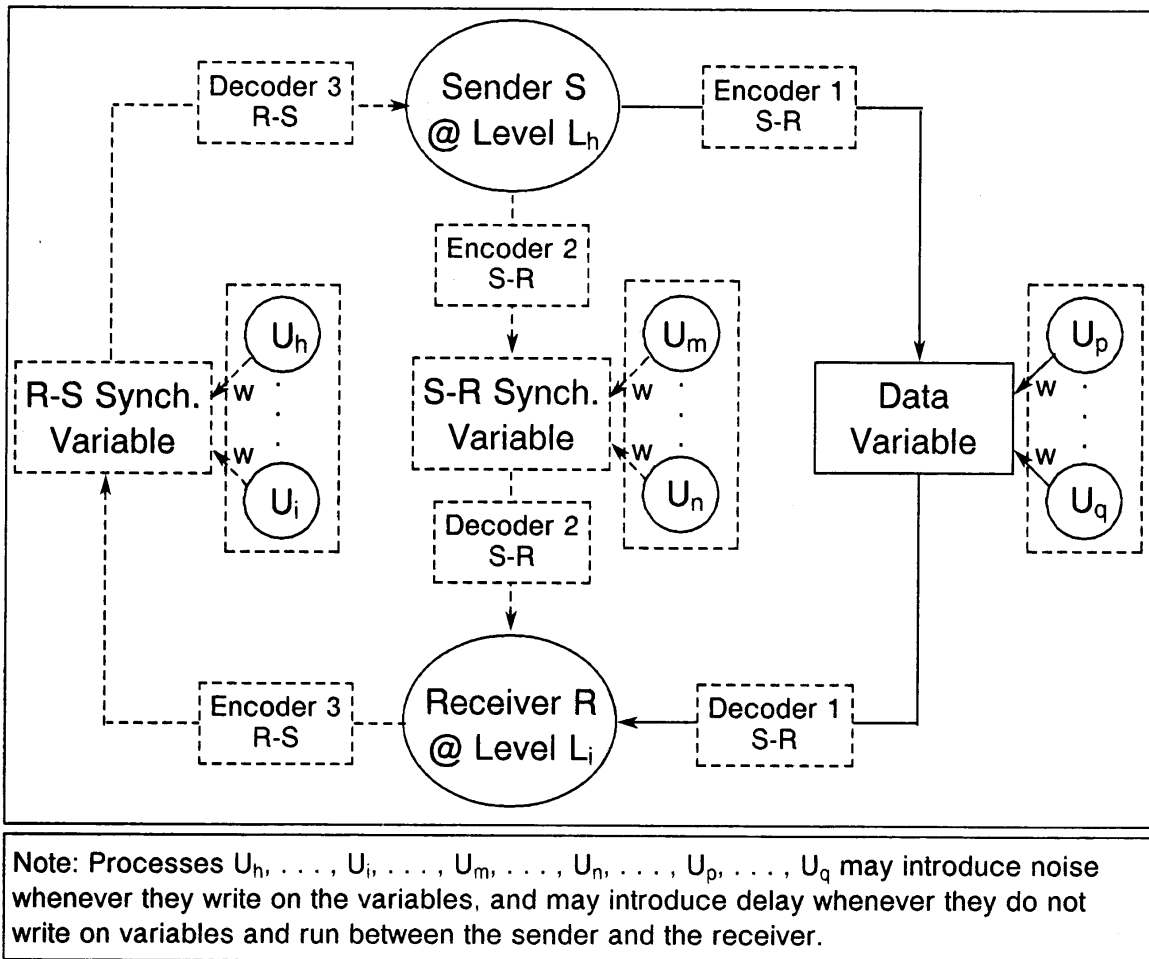 Decoder 3
R-S
Sender S
@ Level Lh
Encoder 1
S-R
Encoder 2
S-R
Uh
w
.
.
.
w
Ui
R-S Synch.
Variable
Um
w
.
.
.
w
Un
S-R Synch.
Variable
Up
w
.
.
.
w
Uq
Data
Variable
Decoder 2
S-R
Encoder 3
R-S
Receiver R
@ Level Li
Decoder 1
S-R
Note: Processes Uh, . . . , Ui, . . . , Um, . . . , Un, . . . , Up, . . . , Uq may introduce noise
whenever they write on the variables, and may introduce delay whenever they do not
write on variables and run between the sender and the receiver.